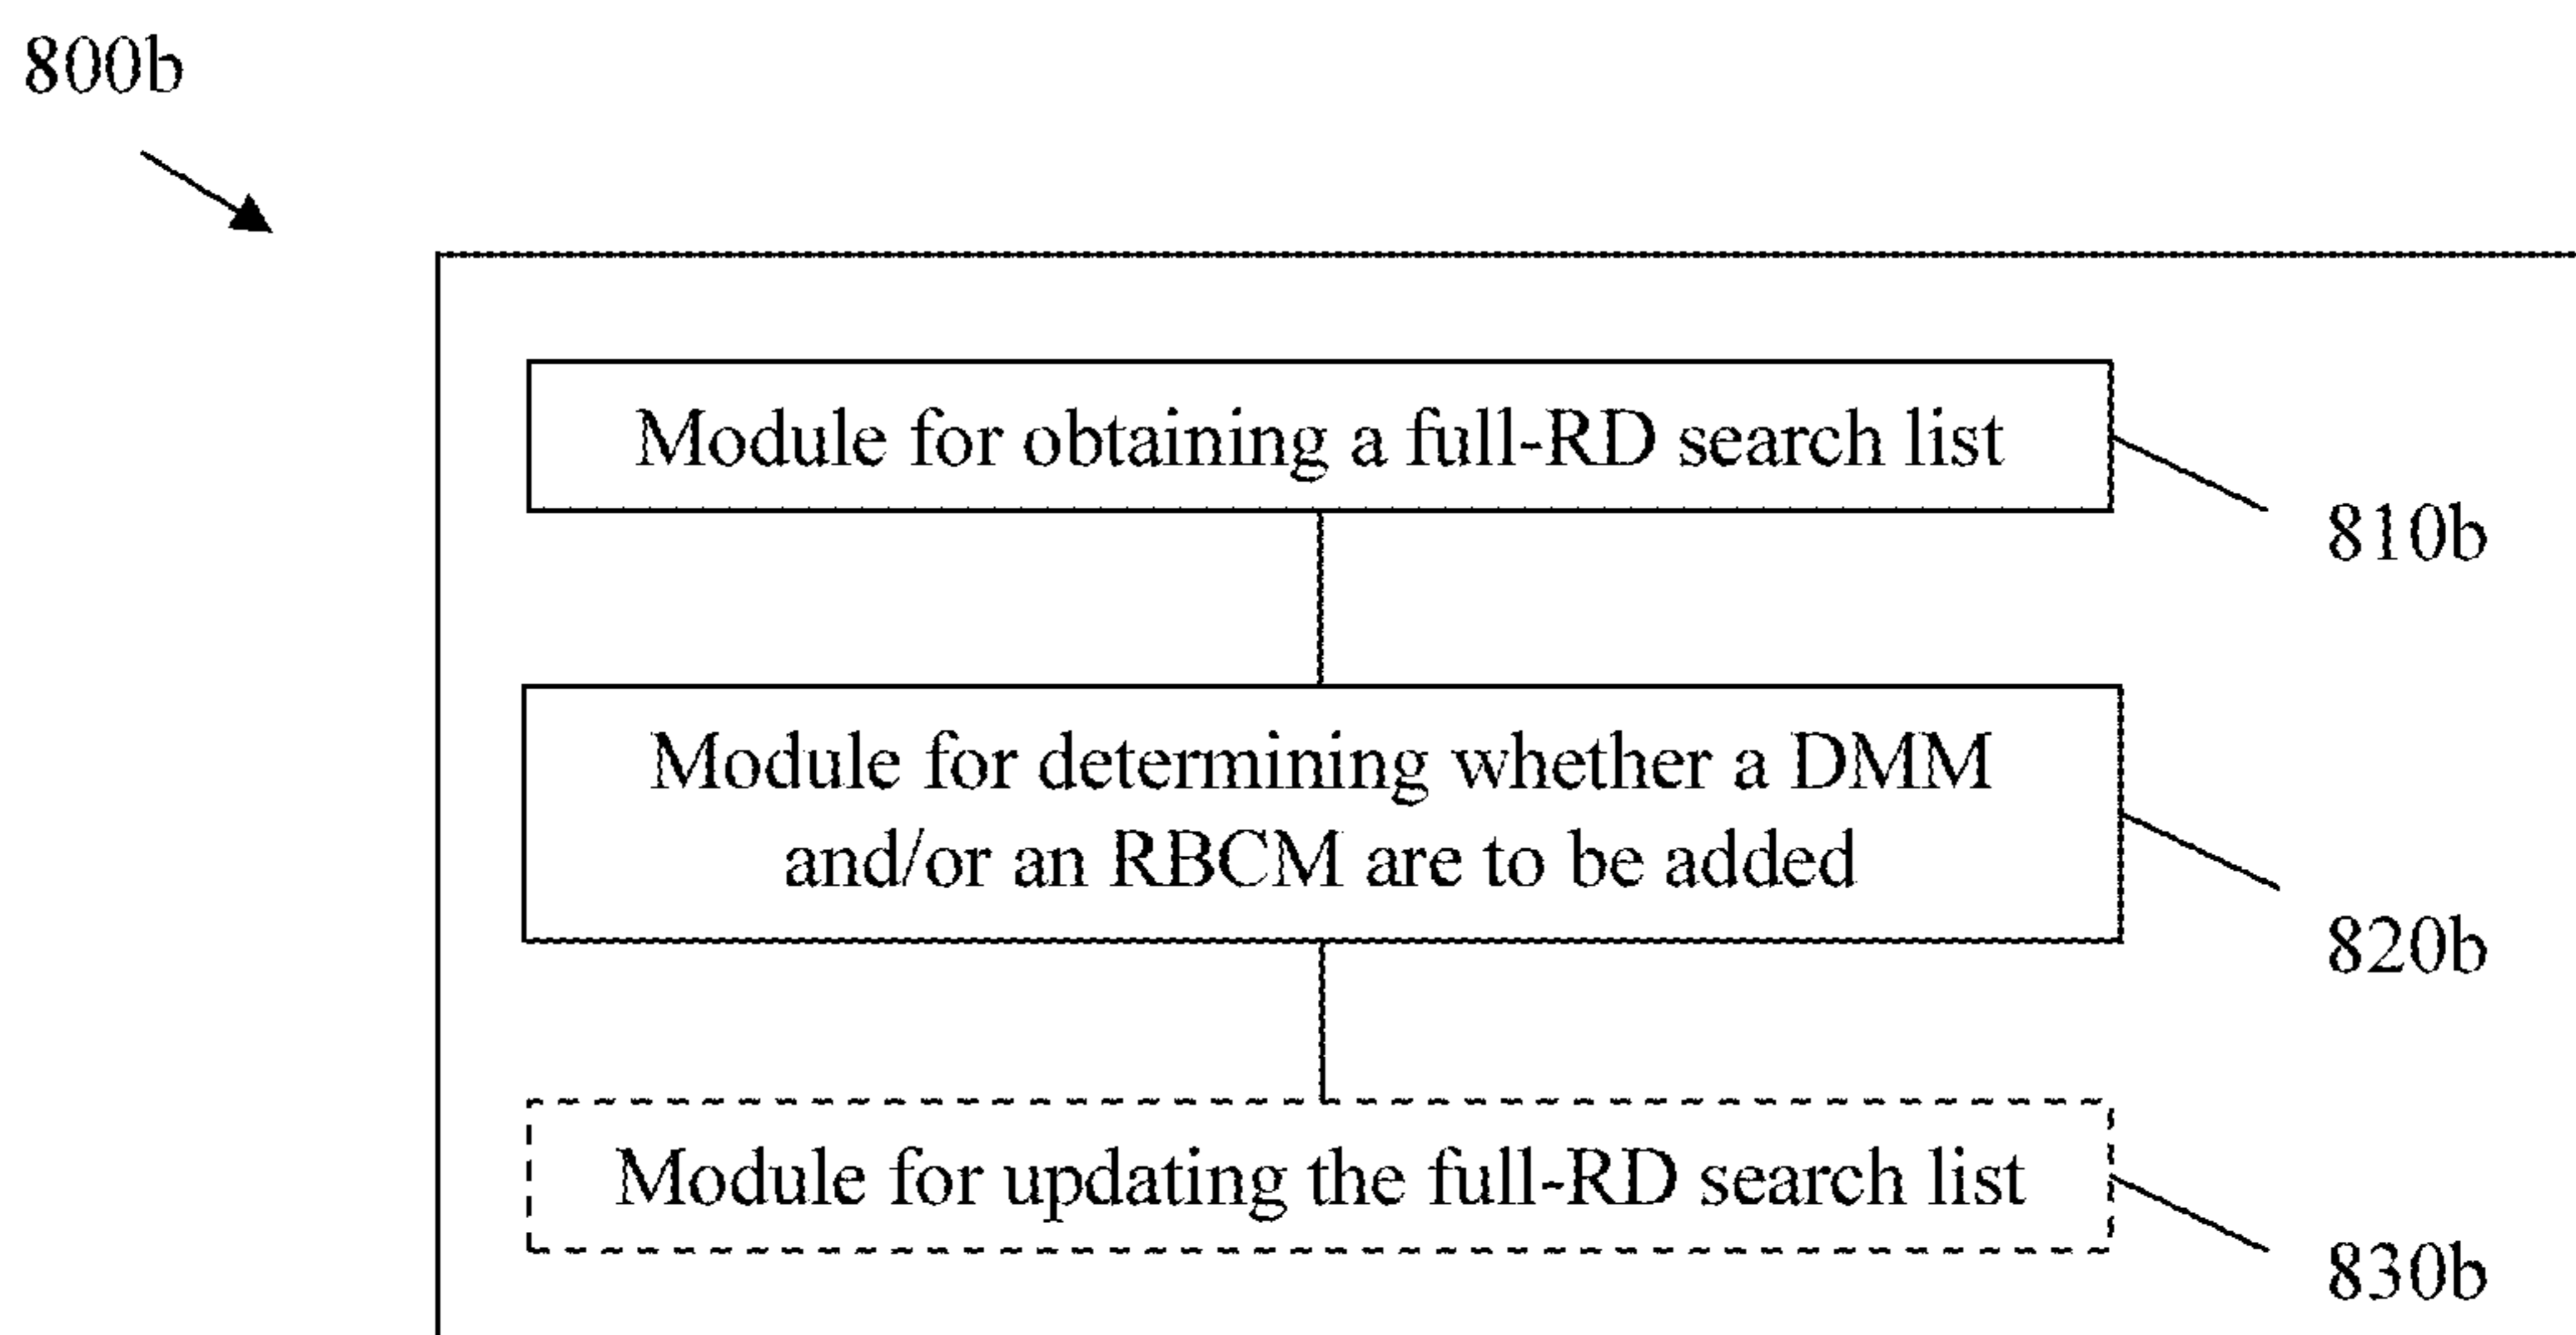 800b
Module for obtaining a full-RD search list
810b
Module for determining whether a DMM
and/or an RBCM are to be added
820b
Module for updating the full-RD search list
830b